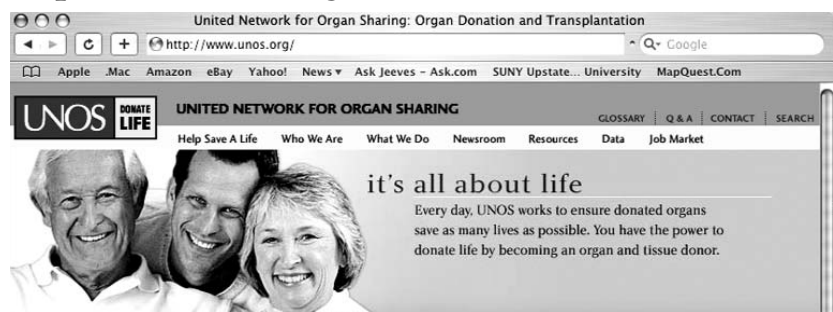 United Network for Organ Sharing: Organ Donation and Transplantation
http://www.unos.org/
Google
Apple .Mac Amazon eBay Yahoo! News ▾ Ask Jeeves – Ask.com SUNY Upstate... University MapQuest.Com
UNOS DONATE LIFE
UNITED NETWORK FOR ORGAN SHARING
GLOSSARY Q & A CONTACT SEARCH
Help Save A Life Who We Are What We Do Newsroom Resources Data Job Market
it's all about life
Every day, UNOS works to ensure donated organs
save as many lives as possible. You have the power to
donate life by becoming an organ and tissue donor.